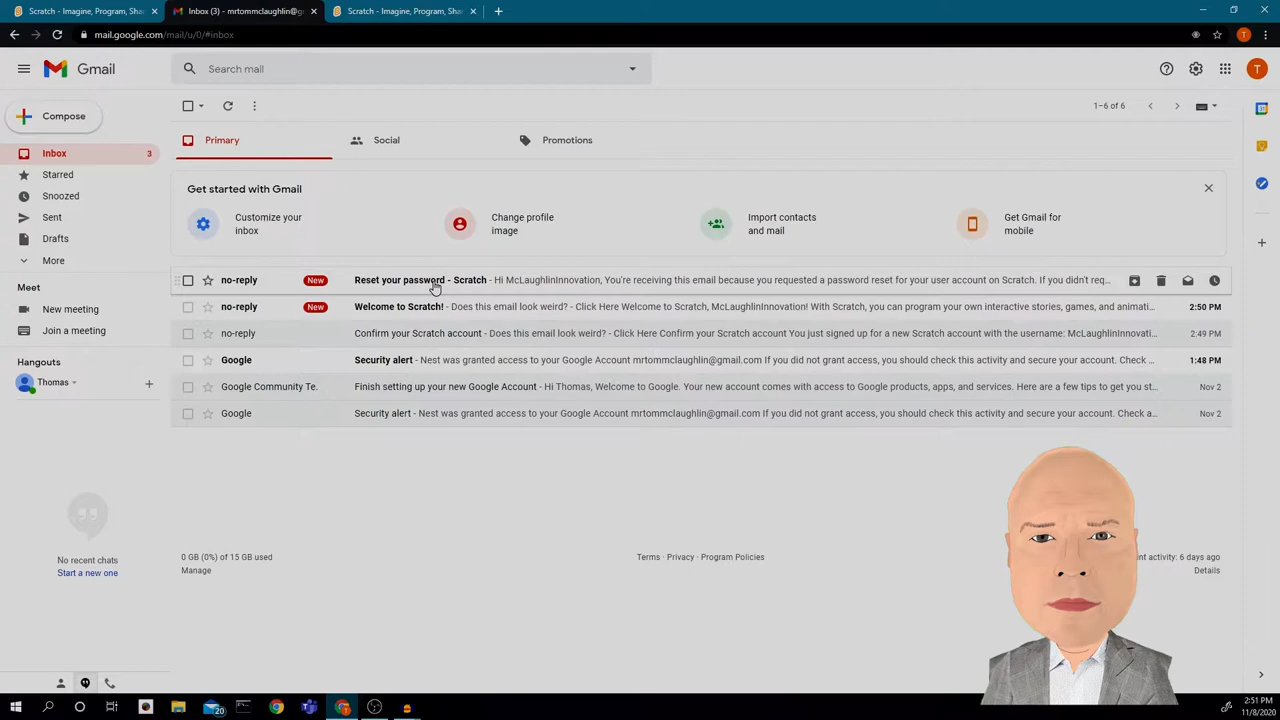 Scratch - Imagine, Program, Shar
Inbox (3) - mrtommclaughlin@g
Scratch - Imagine, Program, Shar
mail.google.com/mail/u/0/#inbox
T
Gmail
Search mail
T
Compose
1–6 of 6
Inbox 3
Primary
Social
Promotions
Starred
Snoozed
Sent
Drafts
More
Get started with Gmail
Customize your
inbox
Change profile
image
Import contacts
and mail
Get Gmail for
mobile
no-reply New Reset your password - Scratch - Hi McLaughlinInnovation, You're receiving this email because you requested a password reset for your user account on Scratch. If you didn't req...
no-reply New Welcome to Scratch! - Does this email look weird? - Click Here Welcome to Scratch, McLaughlinInnovation! With Scratch, you can program your own interactive stories, games, and animati... 2:50 PM
no-reply Confirm your Scratch account - Does this email look weird? - Click Here Confirm your Scratch account You just signed up for a new Scratch account with the username: McLaughlinInnovati... 2:49 PM
Google Security alert - Nest was granted access to your Google Account mrtommclaughlin@gmail.com If you did not grant access, you should check this activity and secure your account. Check ... 1:48 PM
Google Community Te. Finish setting up your new Google Account - Hi Thomas, Welcome to Google. Your new account comes with access to Google products, apps, and services. Here are a few tips to get you st... Nov 2
Google Security alert - Nest was granted access to your Google Account mrtommclaughlin@gmail.com If you did not grant access, you should check this activity and secure your account. Check a... Nov 2
Meet
New meeting
Join a meeting
Hangouts
Thomas
No recent chats
Start a new one
0 GB (0%) of 15 GB used
Manage
Terms · Privacy · Program Policies
activity: 6 days ago
Details
20
2:51 PM
11/8/2020